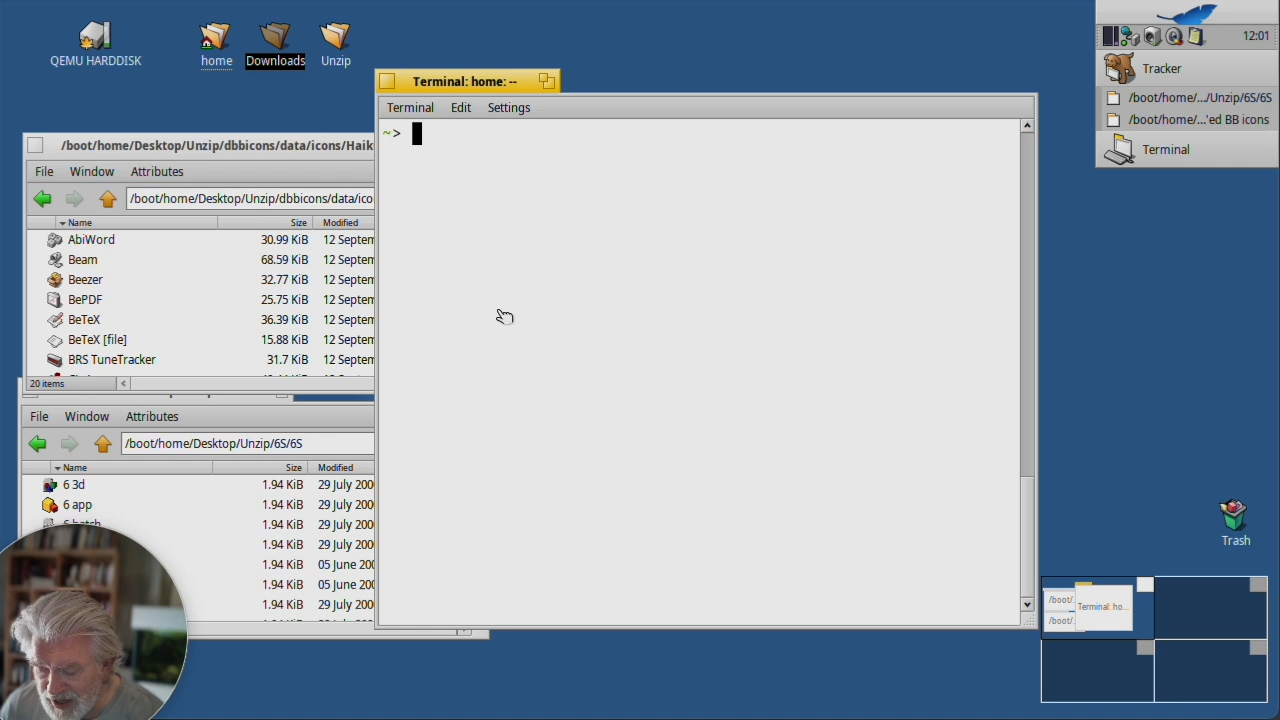 QEMU HARDDISK
home
Downloads
Unzip
12:01
Tracker
/boot/home/.../Unzip/6S/6S
/boot/home/...'ed BB icons
Terminal
Terminal: home: --
Terminal Edit Settings
~>
/boot/home/Desktop/Unzip/dbbicons/data/icons/Haik
File Window Attributes
/boot/home/Desktop/Unzip/dbbicons/data/ico
Name Size Modified
AbiWord 30.99 KiB 12 Septem
Beam 68.59 KiB 12 Septem
Beezer 32.77 KiB 12 Septem
BePDF 25.75 KiB 12 Septem
BeTeX 36.39 KiB 12 Septem
BeTeX [file] 15.88 KiB 12 Septem
BRS TuneTracker 31.7 KiB 12 Septem
20 items
File Window Attributes
/boot/home/Desktop/Unzip/6S/6S
Name Size Modified
6 3d 1.94 KiB 29 July 200
6 app 1.94 KiB 29 July 200
1.94 KiB 29 July 200
1.94 KiB 29 July 200
1.94 KiB 05 June 200
1.94 KiB 05 June 200
1.94 KiB 29 July 200
Trash
/boot/.
Terminal: ho...
/boot/.